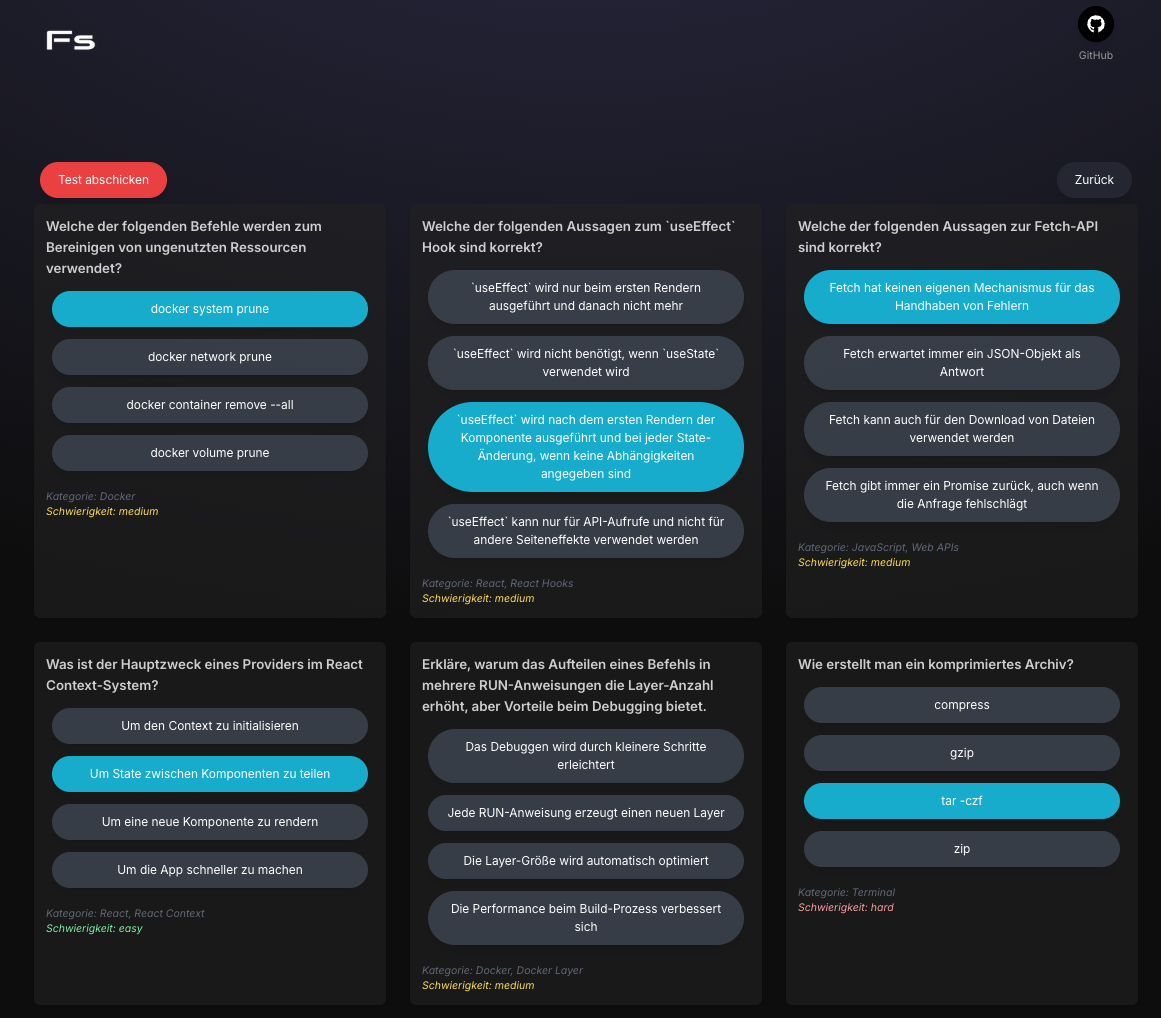 Fs
GitHub
Test abschicken
Zurück
Welche der folgenden Befehle werden zum
Bereinigen von ungenutzten Ressourcen
verwendet?
docker system prune
docker network prune
docker container remove --all
docker volume prune
Kategorie: Docker
Schwierigkeit: medium
Welche der folgenden Aussagen zum `useEffect`
Hook sind korrekt?
`useEffect` wird nur beim ersten Rendern
ausgeführt und danach nicht mehr
`useEffect` wird nicht benötigt, wenn `useState`
verwendet wird
`useEffect` wird nach dem ersten Rendern der
Komponente ausgeführt und bei jeder State-
Änderung, wenn keine Abhängigkeiten
angegeben sind
`useEffect` kann nur für API-Aufrufe und nicht für
andere Seiteneffekte verwendet werden
Kategorie: React, React Hooks
Schwierigkeit: medium
Welche der folgenden Aussagen zur Fetch-API
sind korrekt?
Fetch hat keinen eigenen Mechanismus für das
Handhaben von Fehlern
Fetch erwartet immer ein JSON-Objekt als
Antwort
Fetch kann auch für den Download von Dateien
verwendet werden
Fetch gibt immer ein Promise zurück, auch wenn
die Anfrage fehlschlägt
Kategorie: JavaScript, Web APIs
Schwierigkeit: medium
Was ist der Hauptzweck eines Providers im React
Context-System?
Um den Context zu initialisieren
Um State zwischen Komponenten zu teilen
Um eine neue Komponente zu rendern
Um die App schneller zu machen
Kategorie: React, React Context
Schwierigkeit: easy
Erkläre, warum das Aufteilen eines Befehls in
mehrere RUN-Anweisungen die Layer-Anzahl
erhöht, aber Vorteile beim Debugging bietet.
Das Debuggen wird durch kleinere Schritte
erleichtert
Jede RUN-Anweisung erzeugt einen neuen Layer
Die Layer-Größe wird automatisch optimiert
Die Performance beim Build-Prozess verbessert
sich
Kategorie: Docker, Docker Layer
Schwierigkeit: medium
Wie erstellt man ein komprimiertes Archiv?
compress
gzip
tar -czf
zip
Kategorie: Terminal
Schwierigkeit: hard